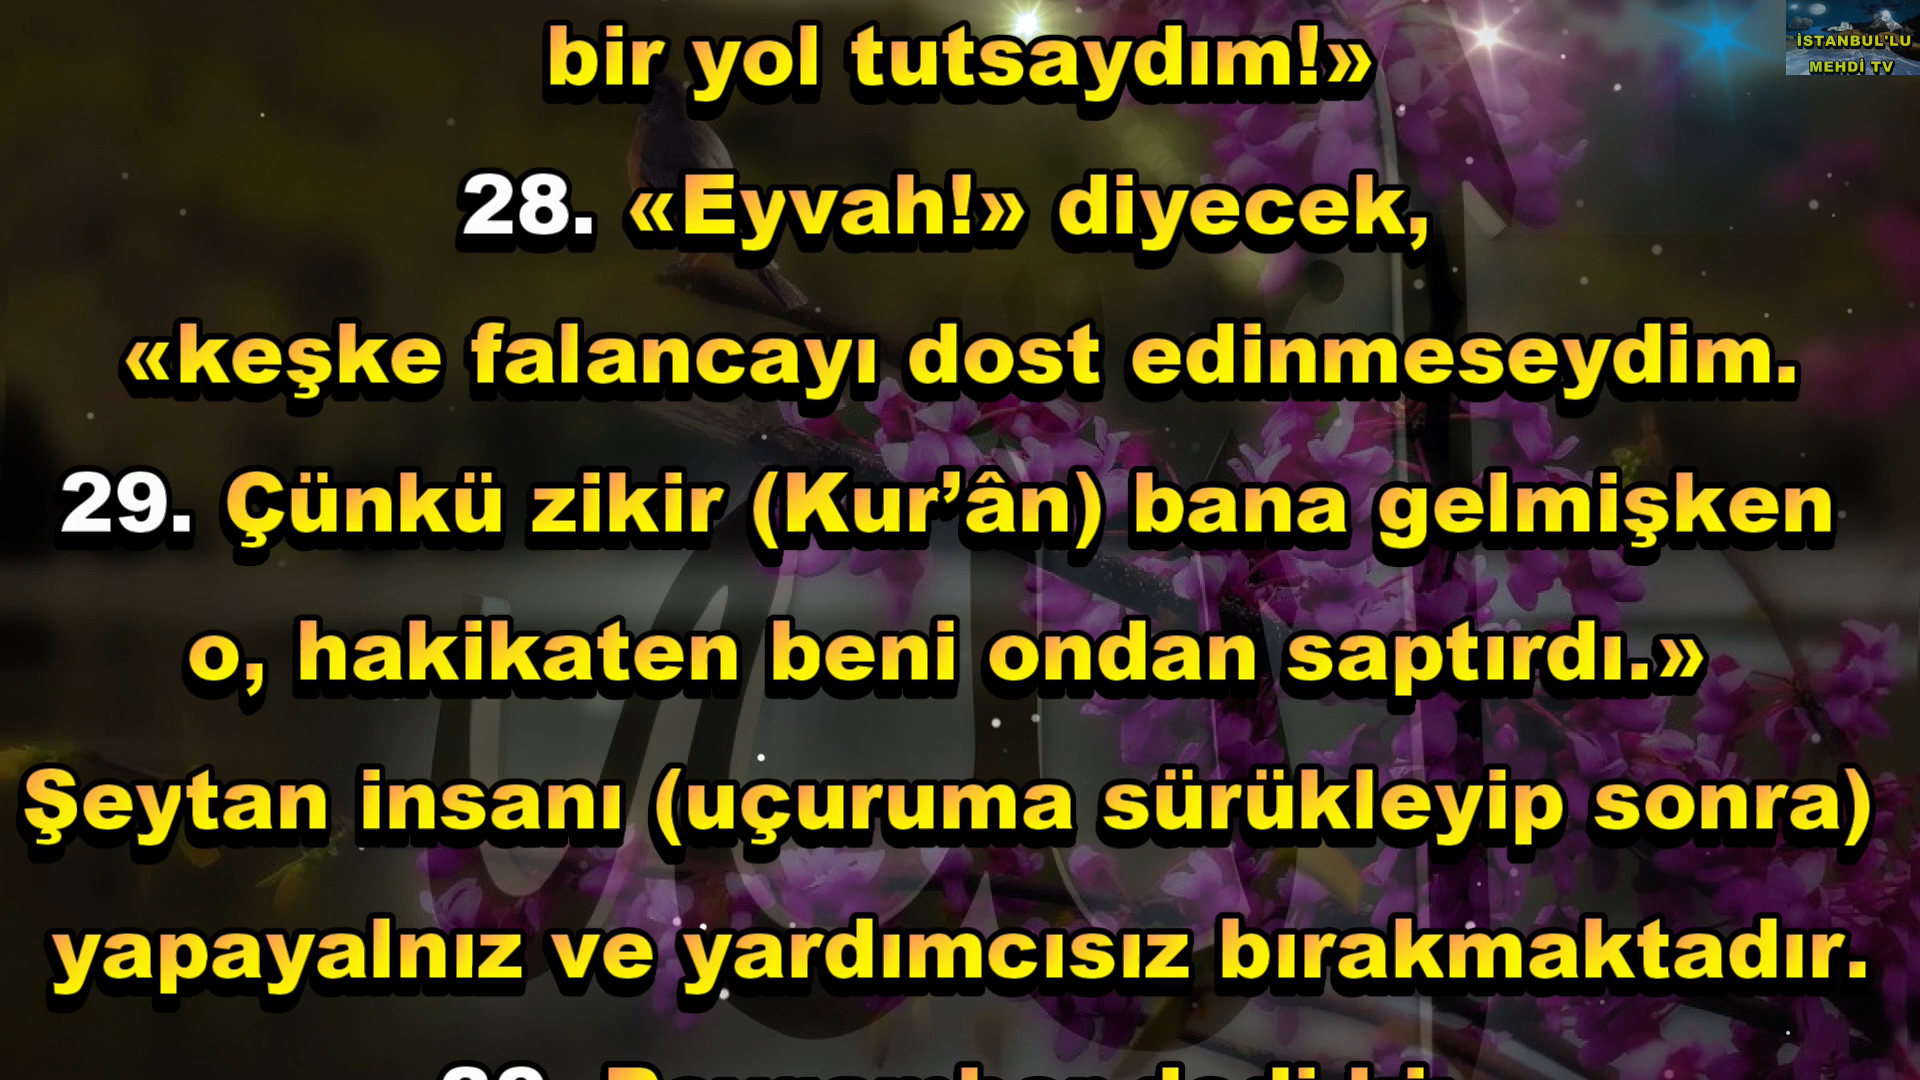 bir yol tutsaydım!»
İSTANBUL'LU
MEHDİ TV
28. «Eyvah!» diyecek,
«keşke falancayı dost edinmeseydim.
29. Çünkü zikir (Kur’ân) bana gelmişken
o, hakikaten beni ondan saptırdı.»
Şeytan insanı (uçuruma sürükleyip sonra)
yapayalnız ve yardımcısız bırakmaktadır.